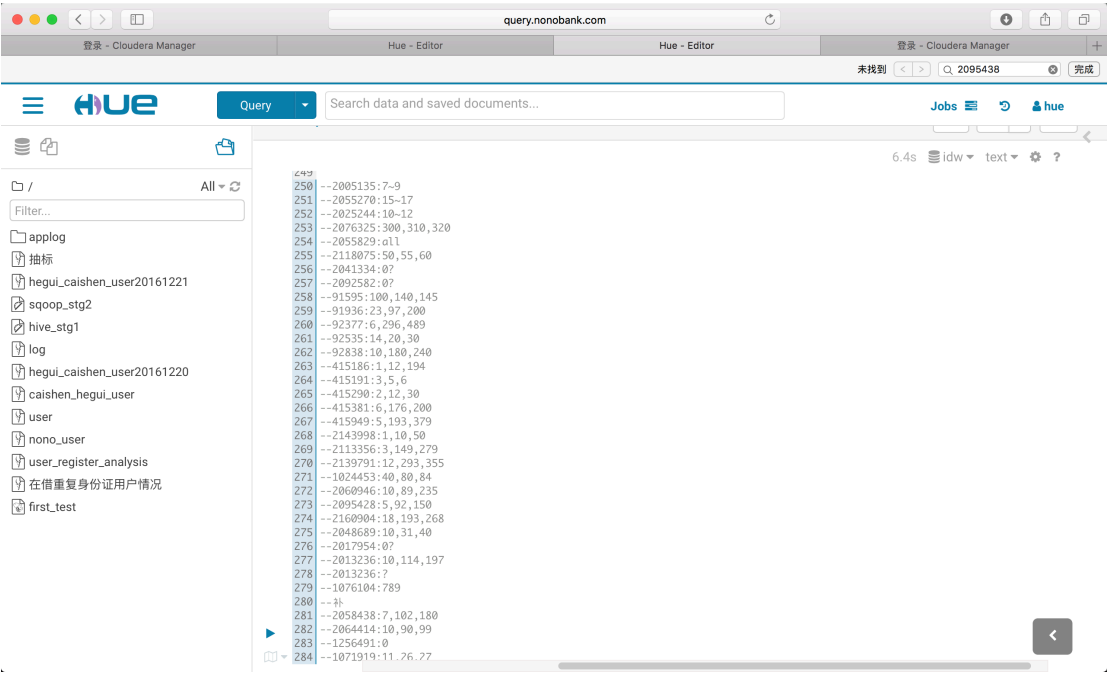 query.nonobank.com
登录 - Cloudera Manager
Hue - Editor
Hue - Editor
登录 - Cloudera Manager
+
未找到 < > 2095438 完成
HUE
Query
Search data and saved documents...
Jobs
hue
6.4s idw text ?
/
All
Filter...
applog
抽标
hegui_caishen_user20161221
sqoop_stg2
hive_stg1
log
hegui_caishen_user20161220
caishen_hegui_user
user
nono_user
user_register_analysis
在借重复身份证用户情况
first_test
249
250 --2005135:7~9
251 --2055270:15~17
252 --2025244:10~12
253 --2076325:300,310,320
254 --2055829:all
255 --2118075:50,55,60
256 --2041334:0?
257 --2092582:0?
258 --91595:100,140,145
259 --91936:23,97,200
260 --92377:6,296,489
261 --92535:14,20,30
262 --92838:10,180,240
263 --415186:1,12,194
264 --415191:3,5,6
265 --415290:2,12,30
266 --415381:6,176,200
267 --415949:5,193,379
268 --2143998:1,10,50
269 --2113356:3,149,279
270 --2139791:12,293,355
271 --1024453:40,80,84
272 --2060946:10,89,235
273 --2095428:5,92,150
274 --2160904:18,193,268
275 --2048689:10,31,40
276 --2017954:0?
277 --2013236:10,114,197
278 --2013236:?
279 --1076104:789
280 --补
281 --2058438:7,102,180
282 --2064414:10,90,99
283 --1256491:0
284 --1071919:11,26,27